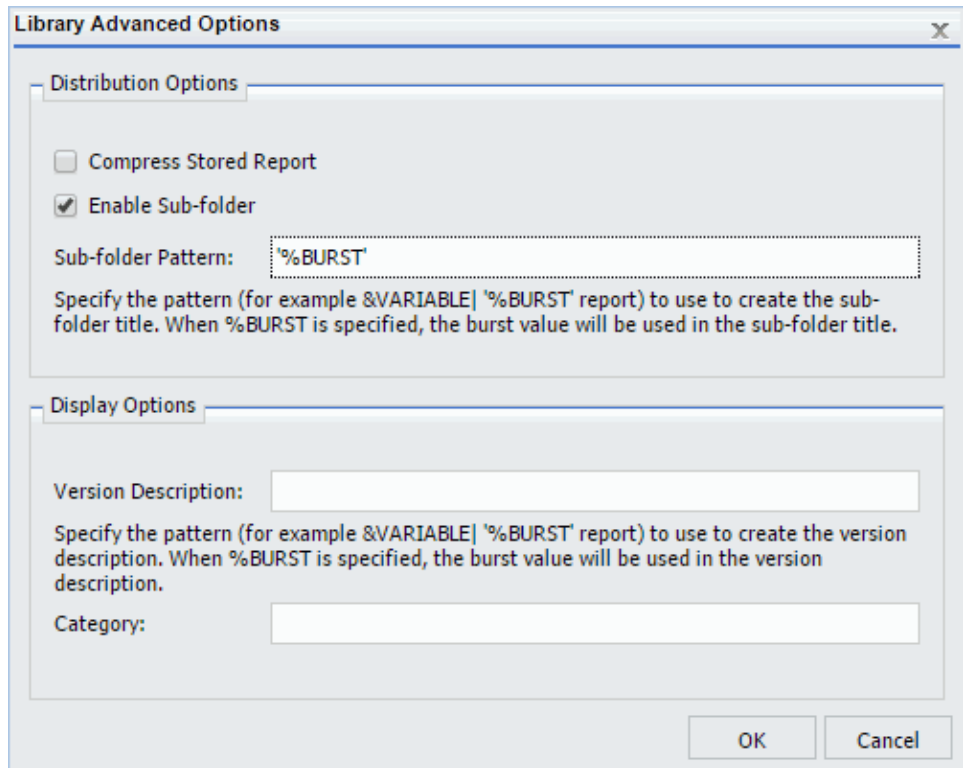 Library Advanced Options
Distribution Options
Compress Stored Report
Enable Sub-folder
Sub-folder Pattern: '%BURST'
Specify the pattern (for example &VARIABLE| '%BURST' report) to use to create the sub-
folder title. When %BURST is specified, the burst value will be used in the sub-folder title.
Display Options
Version Description:
Specify the pattern (for example &VARIABLE| '%BURST' report) to use to create the version
description. When %BURST is specified, the burst value will be used in the version
description.
Category:
OK Cancel